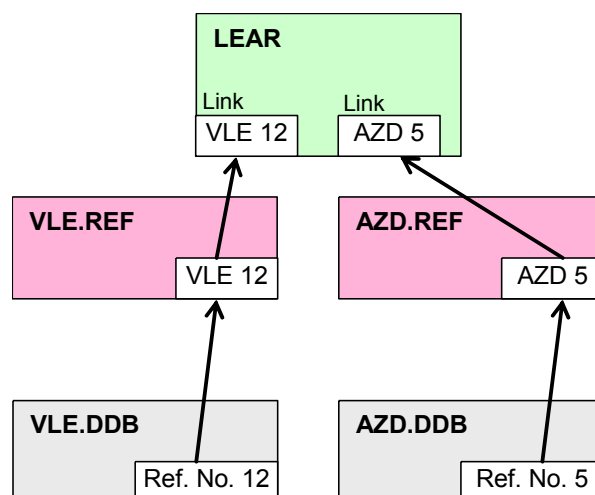 LEAR
Link Link
VLE 12 AZD 5
VLE.REF AZD.REF
VLE 12 AZD 5
VLE.DDB AZD.DDB
Ref. No. 12 Ref. No. 5